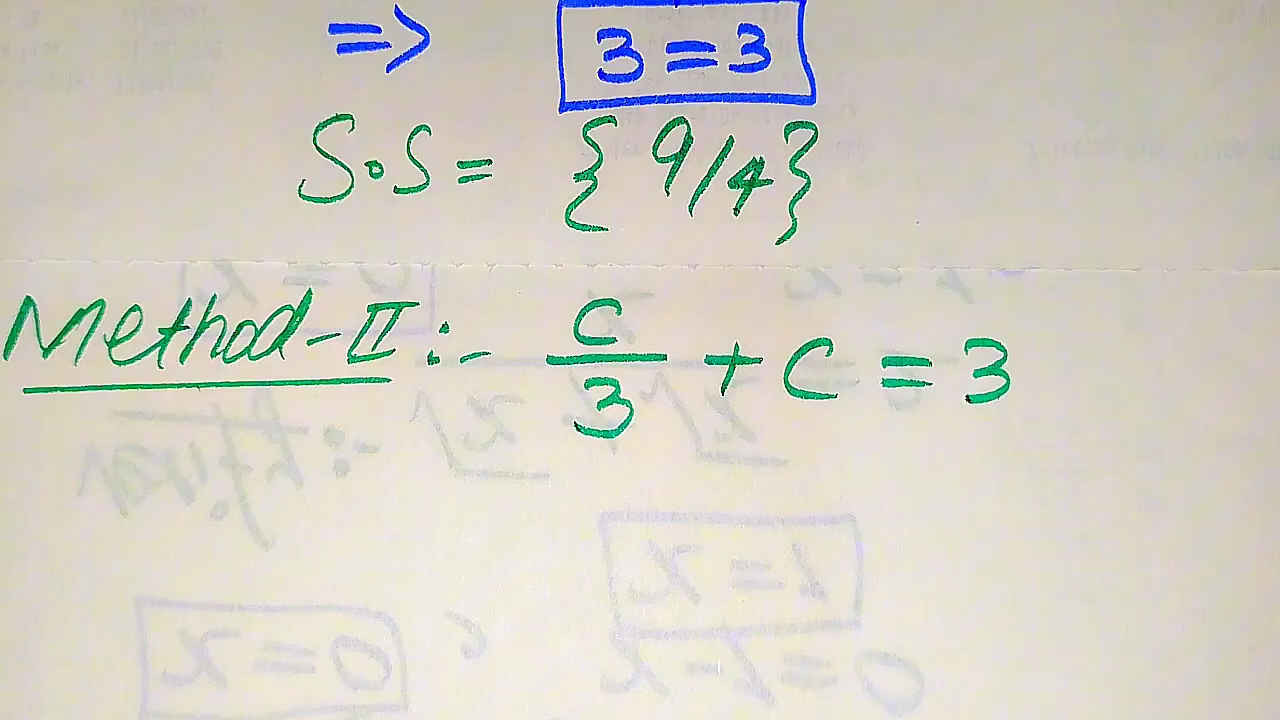 => 3 = 3
S.S = { 9/4 }
Method-II :- c/3 + c = 3